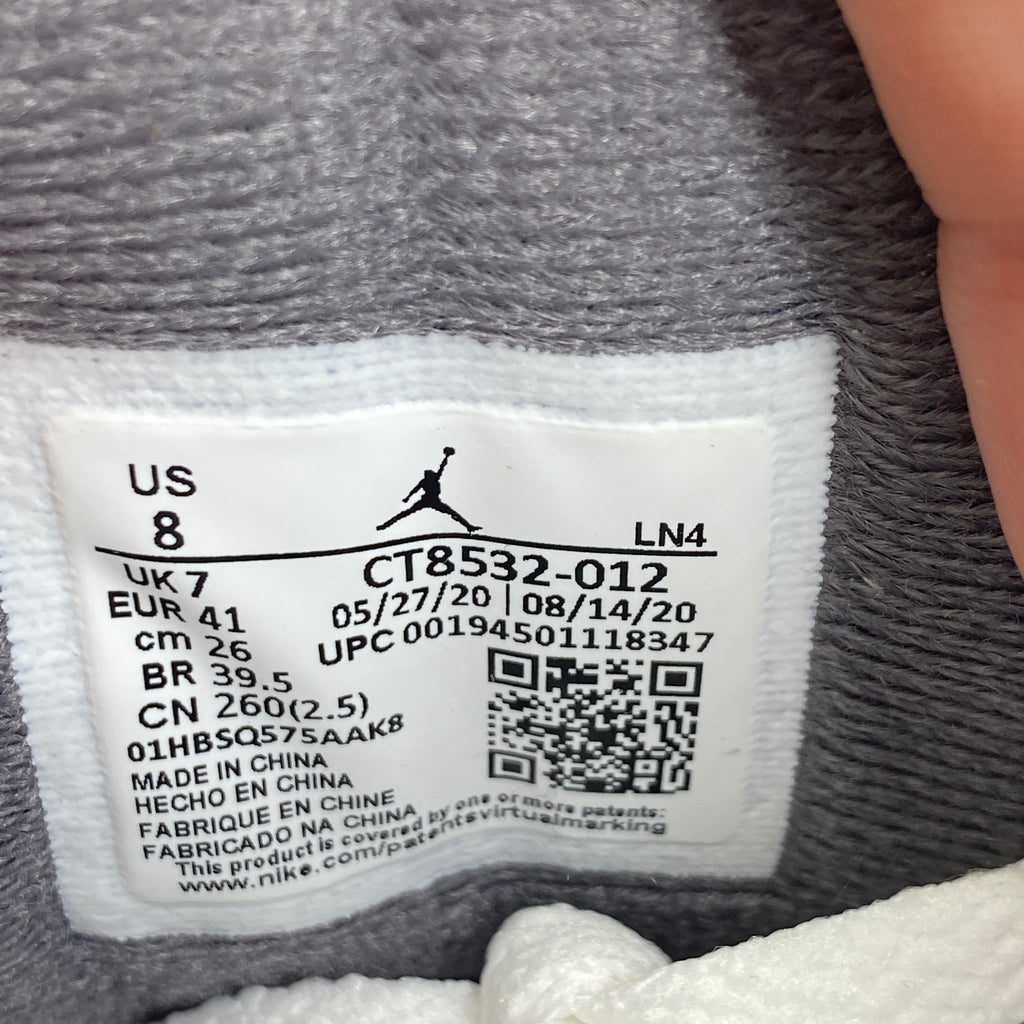 US
8
LN4
UK 7
CT8532-012
EUR 41
05/27/20 | 08/14/20
cm 26
UPC 00194501118347
BR 39.5
CN 260(2.5)
01HBSQ575AAK8
MADE IN CHINA
HECHO EN CHINA
FABRIQUE EN CHINE
FABRICADO NA CHINA
This product is covered by one or more patents:
www.nike.com/patentsvirtualmarking